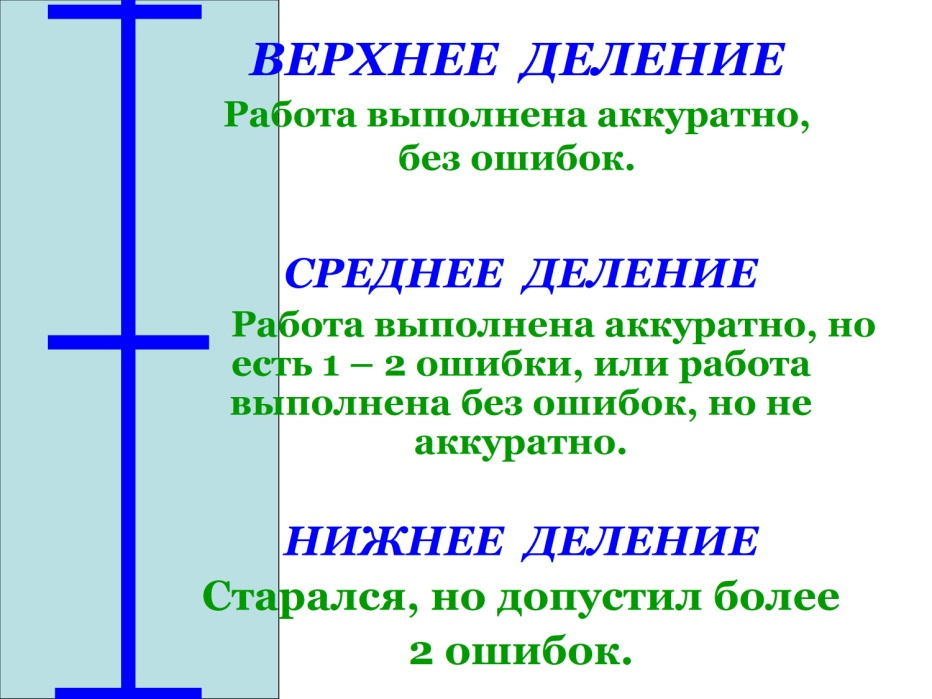 ВЕРХНЕЕ ДЕЛЕНИЕ
Работа выполнена аккуратно,
без ошибок.
СРЕДНЕЕ ДЕЛЕНИЕ
Работа выполнена аккуратно, но
есть 1 – 2 ошибки, или работа
выполнена без ошибок, но не
аккуратно.
НИЖНЕЕ ДЕЛЕНИЕ
Старался, но допустил более
2 ошибок.